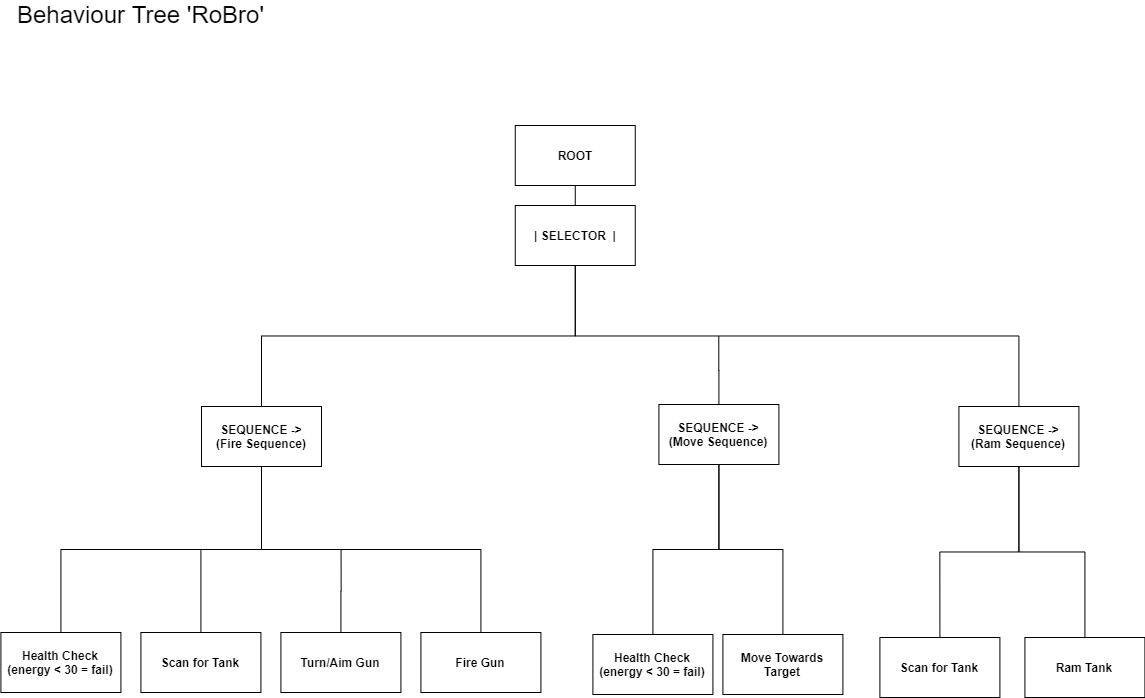 Behaviour Tree 'RoBro'
ROOT
| SELECTOR |
SEQUENCE ->
(Fire Sequence)
SEQUENCE ->
(Move Sequence)
SEQUENCE ->
(Ram Sequence)
Health Check
(energy < 30 = fail)
Scan for Tank
Turn/Aim Gun
Fire Gun
Health Check
(energy < 30 = fail)
Move Towards
Target
Scan for Tank
Ram Tank